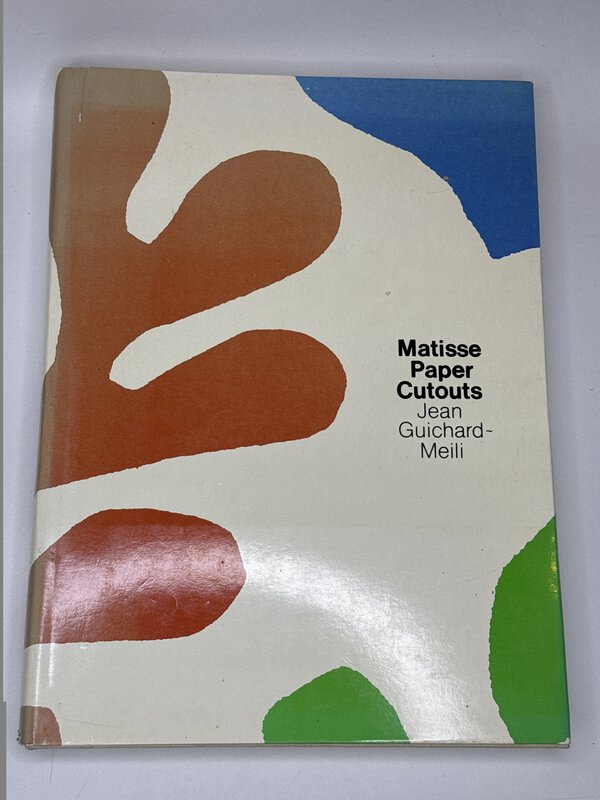 Matisse
Paper
Cutouts
Jean
Guichard~
Meili